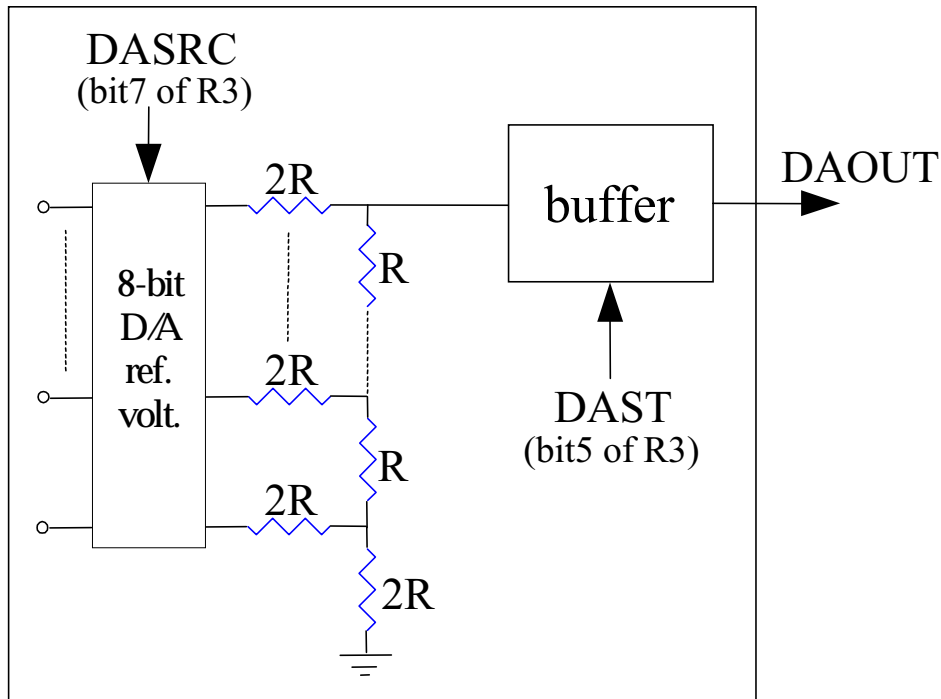 DASRC
(bit7 of R3)
DAOUT
2R
buffer
R
8-bit
D/A
ref.
volt.
2R
DAST
(bit5 of R3)
R
2R
2R